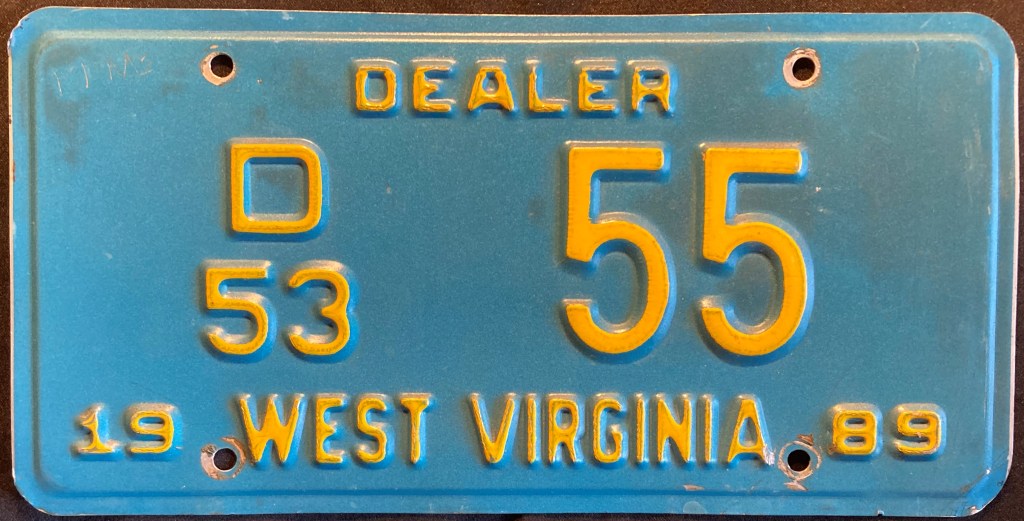 DEALER
D 55
53
19 WEST VIRGINIA 89